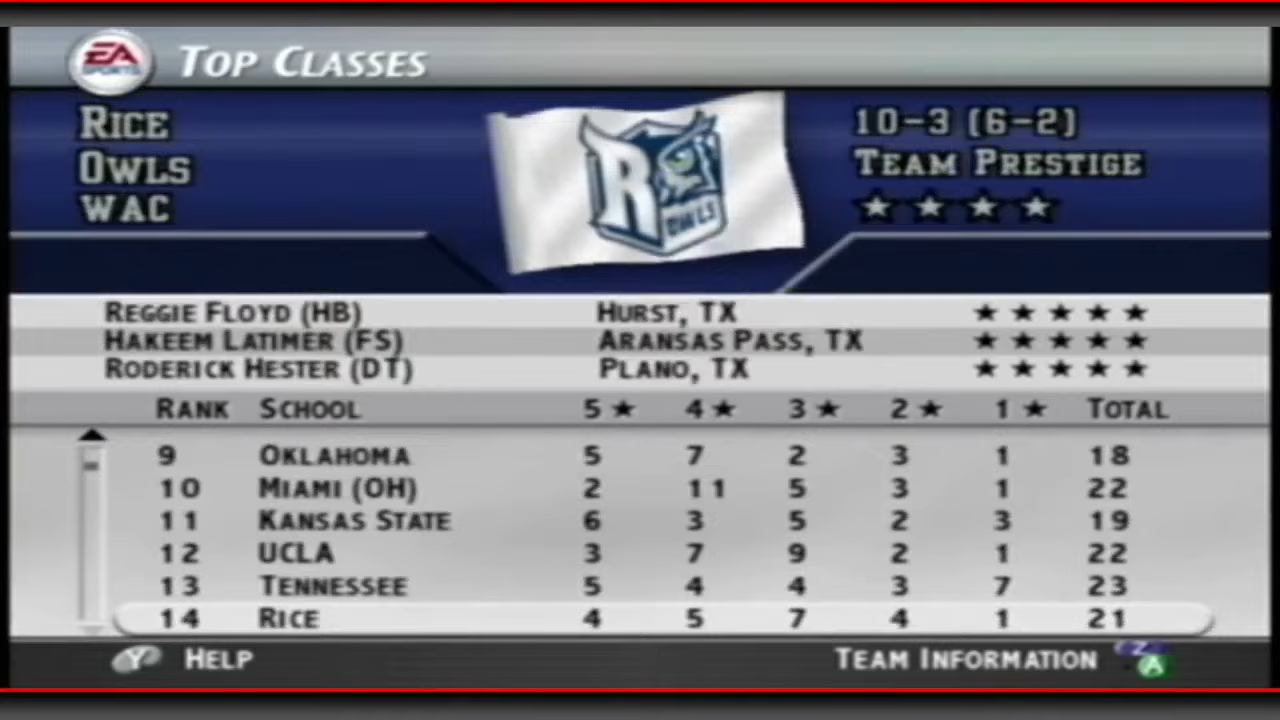 EA SPORTS TOP CLASSES
RICE
OWLS
WAC
R
OWLS
10-3 (6-2)
TEAM PRESTIGE
★ ★ ★ ★
REGGIE FLOYD (HB) HURST, TX ★ ★ ★ ★ ★
HAKEEM LATIMER (FS) ARANSAS PASS, TX ★ ★ ★ ★ ★
RODERICK HESTER (DT) PLANO, TX ★ ★ ★ ★ ★
RANK SCHOOL 5 ★ 4 ★ 3 ★ 2 ★ 1 ★ TOTAL
9 OKLAHOMA 5 7 2 3 1 18
10 MIAMI (OH) 2 11 5 3 1 22
11 KANSAS STATE 6 3 5 2 3 19
12 UCLA 3 7 9 2 1 22
13 TENNESSEE 5 4 4 3 7 23
14 RICE 4 5 7 4 1 21
Y HELP TEAM INFORMATION Z A